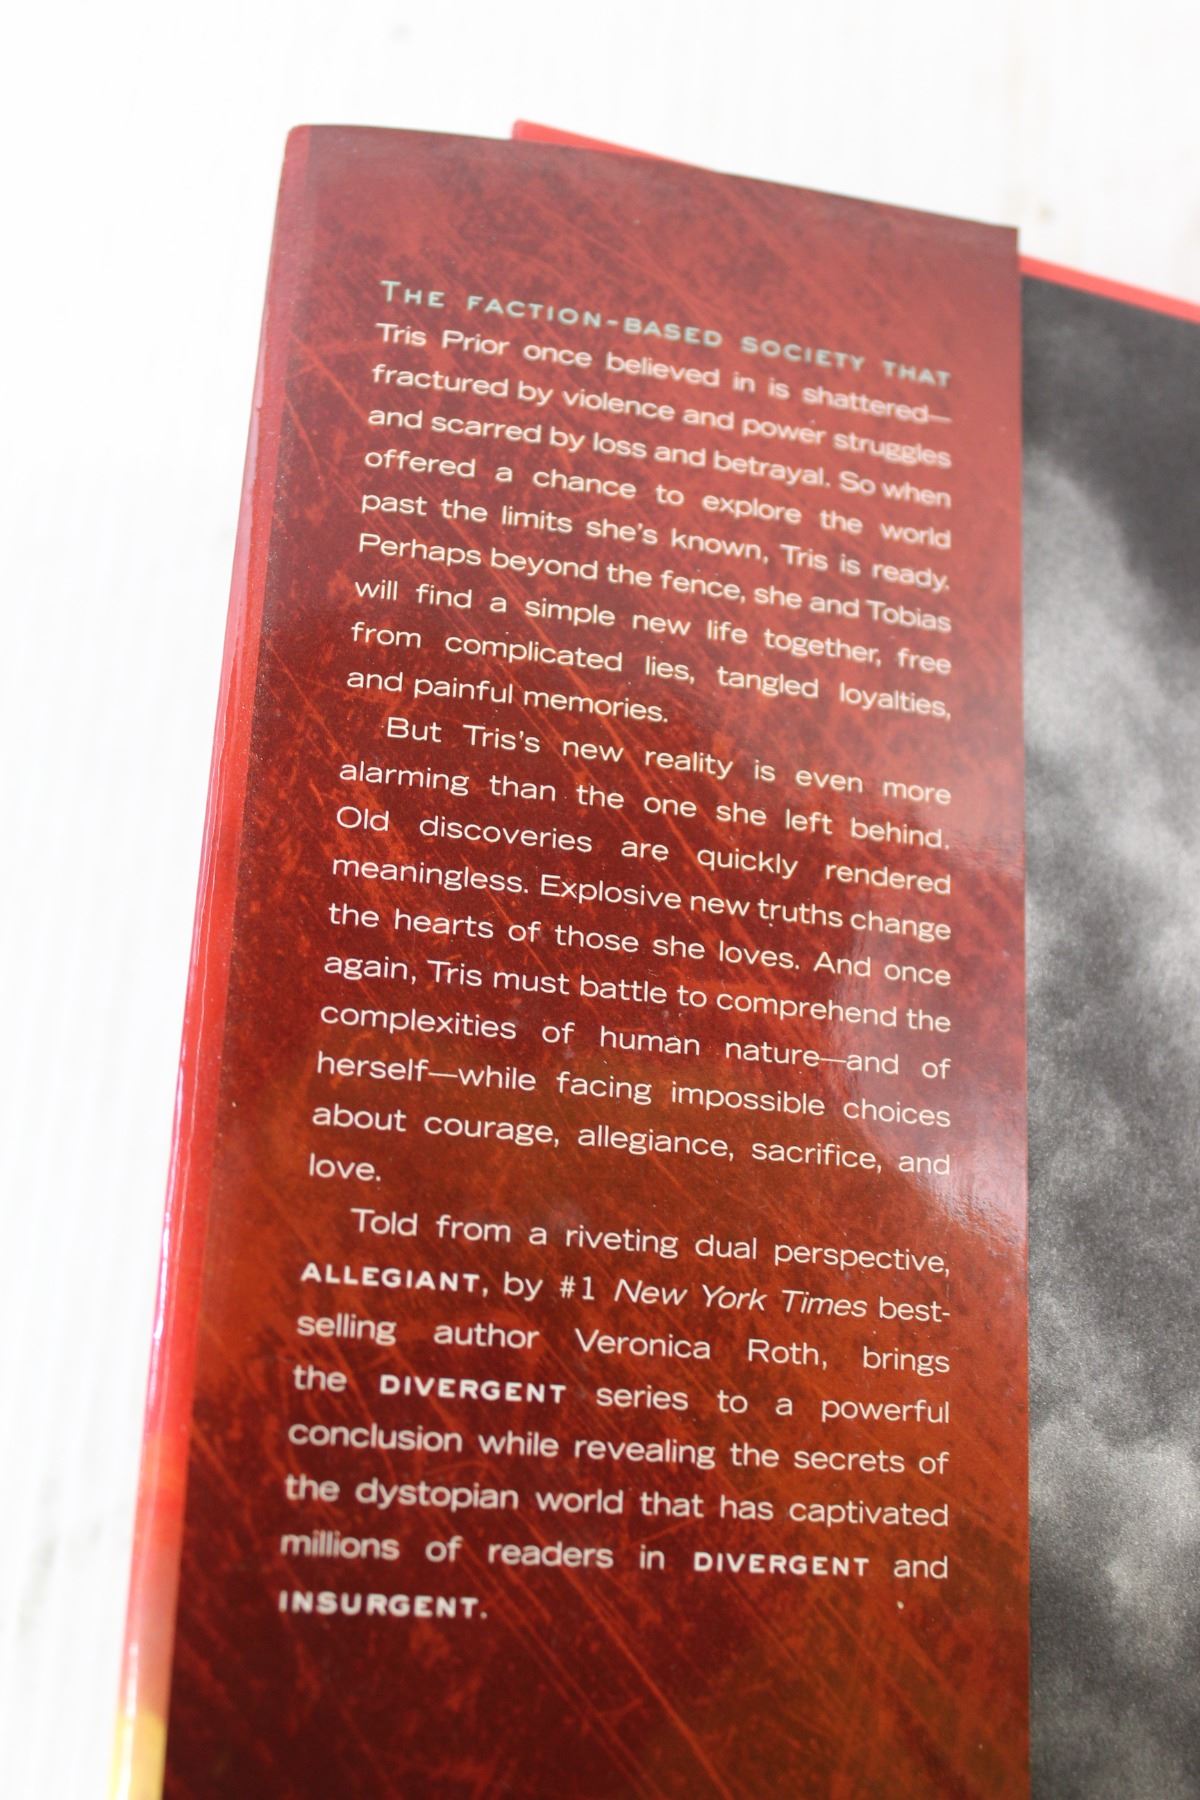 THE FACTION-BASED SOCIETY THAT
Tris Prior once believed in is shattered—
fractured by violence and power struggles
and scarred by loss and betrayal. So when
offered a chance to explore the world
past the limits she's known, Tris is ready.
Perhaps beyond the fence, she and Tobias
will find a simple new life together, free
from complicated lies, tangled loyalties,
and painful memories.
But Tris's new reality is even more
alarming than the one she left behind.
Old discoveries are quickly rendered
meaningless. Explosive new truths change
the hearts of those she loves. And once
again, Tris must battle to comprehend the
complexities of human nature—and of
herself—while facing impossible choices
about courage, allegiance, sacrifice, and
love.
Told from a riveting dual perspective,
ALLEGIANT, by #1 New York Times best-
selling author Veronica Roth, brings
the DIVERGENT series to a powerful
conclusion while revealing the secrets of
the dystopian world that has captivated
millions of readers in DIVERGENT and
INSURGENT.